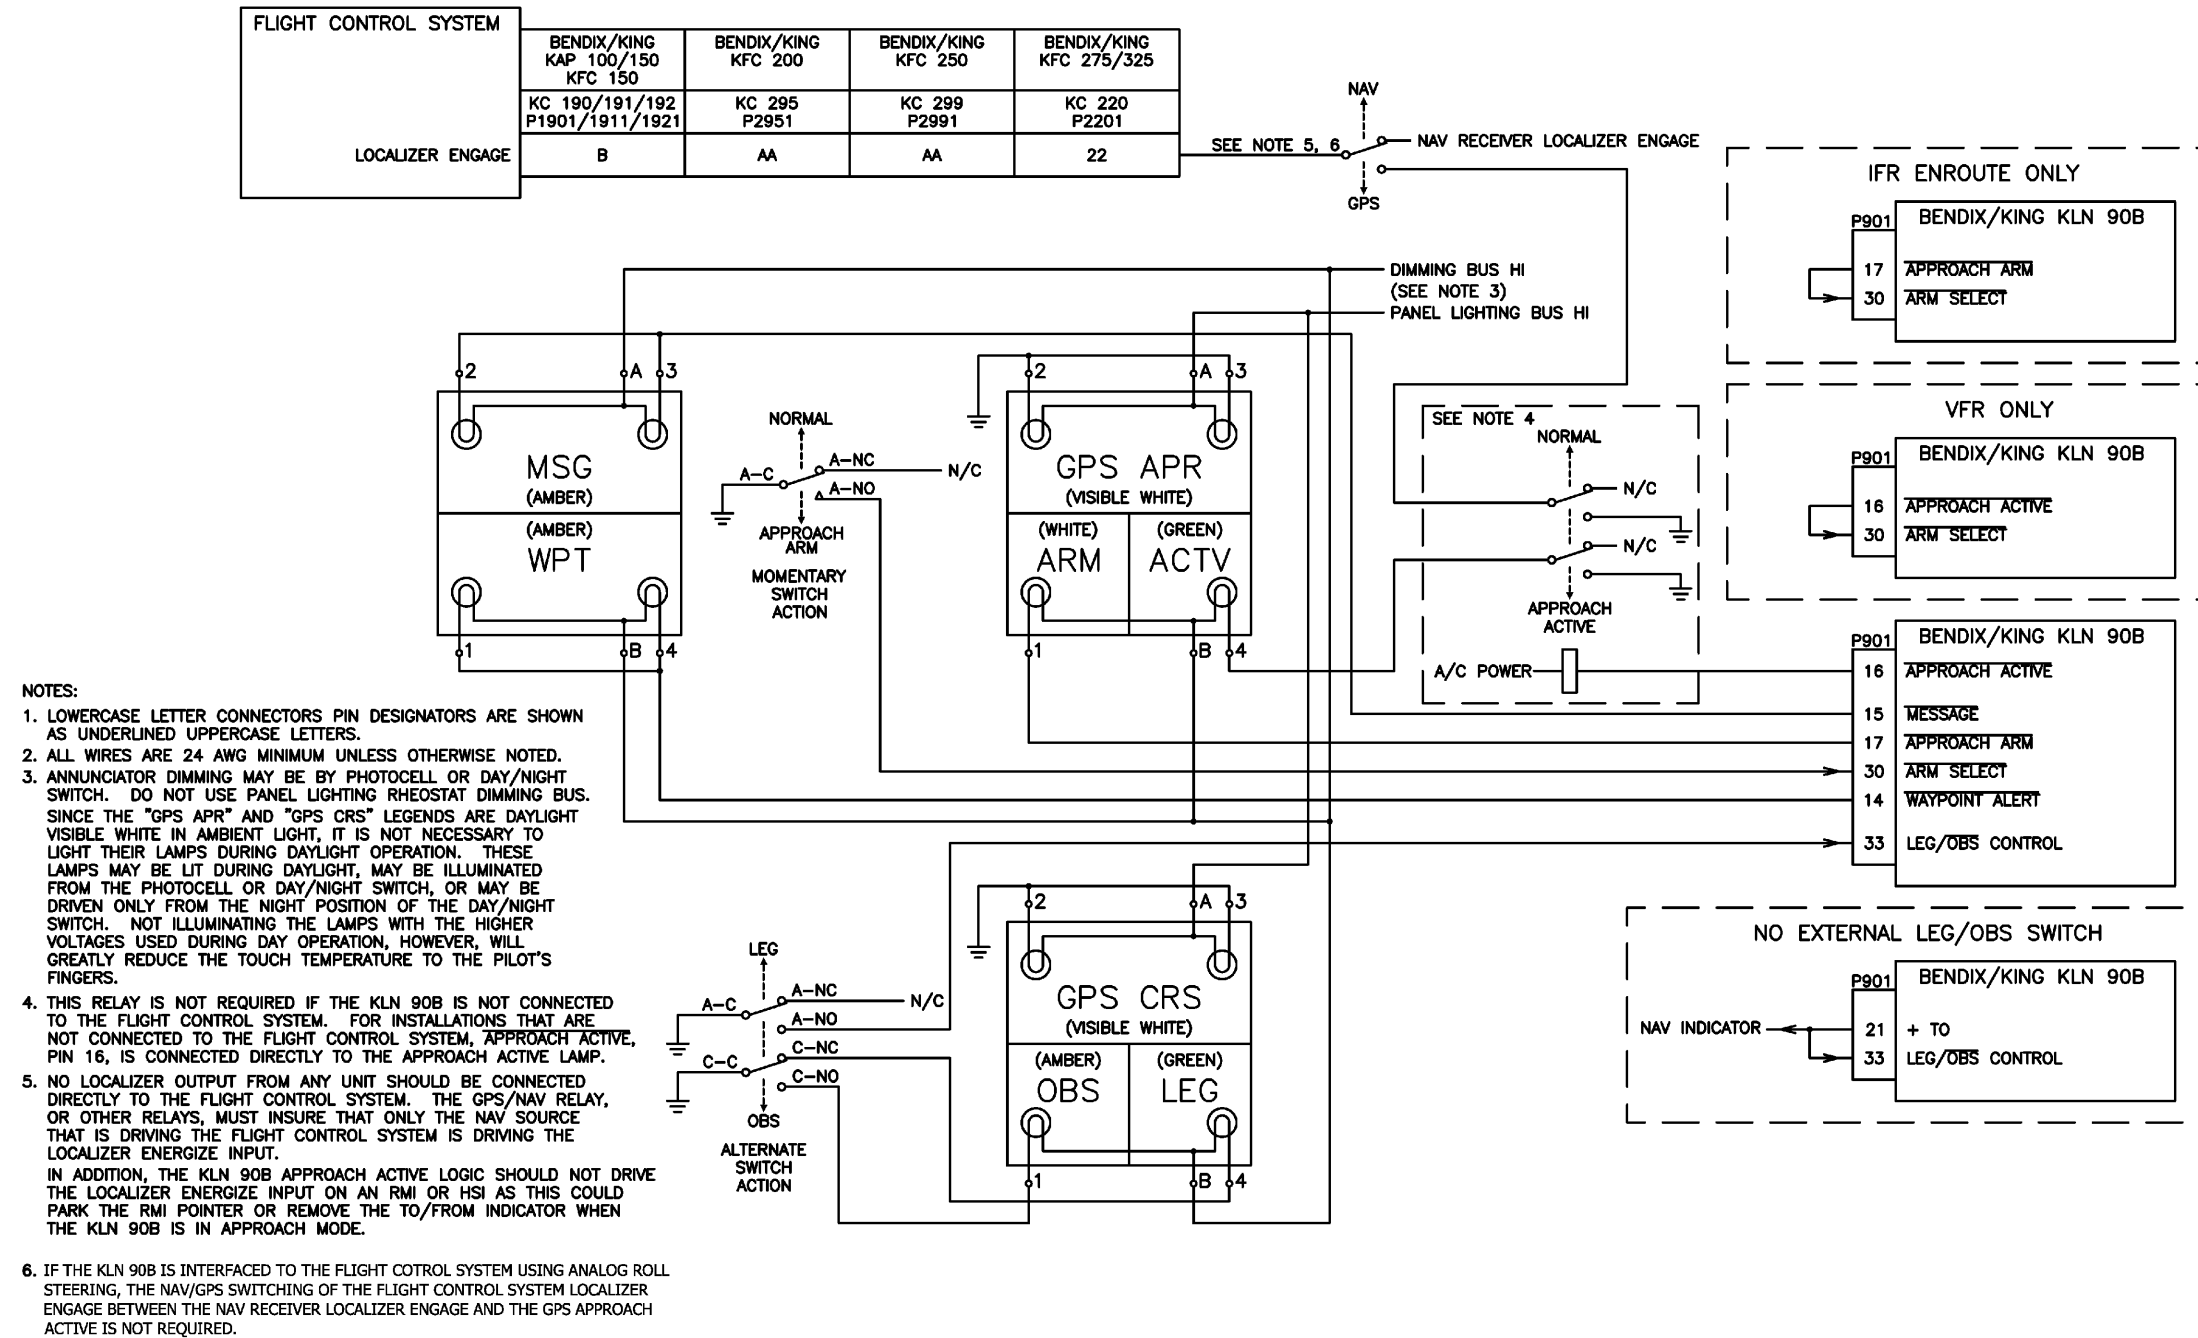 FLIGHT CONTROL SYSTEM
BENDIX/KING
KAP 100/150
KFC 150
BENDIX/KING
KFC 200
BENDIX/KING
KFC 250
BENDIX/KING
KFC 275/325
KC 190/191/192
P1901/1911/1921
KC 295
P2951
KC 299
P2991
KC 220
P2201
LOCALIZER ENGAGE
B
AA
AA
22
SEE NOTE 5, 6
NAV
NAV RECEIVER LOCALIZER ENGAGE
GPS
IFR ENROUTE ONLY
P901
BENDIX/KING KLN 90B
17
APPROACH ARM
30
ARM SELECT
DIMMING BUS HI
(SEE NOTE 3)
PANEL LIGHTING BUS HI
2
A
3
MSG
(AMBER)
(AMBER)
WPT
1
B
4
NORMAL
A-C
A-NC
N/C
A-NO
APPROACH
ARM
MOMENTARY
SWITCH
ACTION
2
A
3
GPS APR
(VISIBLE WHITE)
(WHITE)
ARM
(GREEN)
ACTV
1
B
4
SEE NOTE 4
NORMAL
N/C
N/C
APPROACH
ACTIVE
A/C POWER
VFR ONLY
P901
BENDIX/KING KLN 90B
16
APPROACH ACTIVE
30
ARM SELECT
P901
BENDIX/KING KLN 90B
16
APPROACH ACTIVE
15
MESSAGE
17
APPROACH ARM
30
ARM SELECT
14
WAYPOINT ALERT
33
LEG/OBS CONTROL
2
A
3
GPS CRS
(VISIBLE WHITE)
(AMBER)
OBS
(GREEN)
LEG
1
B
4
LEG
A-C
A-NC
N/C
A-NO
C-C
C-NC
C-NO
OBS
ALTERNATE
SWITCH
ACTION
NO EXTERNAL LEG/OBS SWITCH
P901
BENDIX/KING KLN 90B
NAV INDICATOR
21
+ TO
33
LEG/OBS CONTROL
NOTES:
1. LOWERCASE LETTER CONNECTORS PIN DESIGNATORS ARE SHOWN
AS UNDERLINED UPPERCASE LETTERS.
2. ALL WIRES ARE 24 AWG MINIMUM UNLESS OTHERWISE NOTED.
3. ANNUNCIATOR DIMMING MAY BE BY PHOTOCELL OR DAY/NIGHT
SWITCH. DO NOT USE PANEL LIGHTING RHEOSTAT DIMMING BUS.
SINCE THE "GPS APR" AND "GPS CRS" LEGENDS ARE DAYLIGHT
VISIBLE WHITE IN AMBIENT LIGHT, IT IS NOT NECESSARY TO
LIGHT THEIR LAMPS DURING DAYLIGHT OPERATION. THESE
LAMPS MAY BE LIT DURING DAYLIGHT, MAY BE ILLUMINATED
FROM THE PHOTOCELL OR DAY/NIGHT SWITCH, OR MAY BE
DRIVEN ONLY FROM THE NIGHT POSITION OF THE DAY/NIGHT
SWITCH. NOT ILLUMINATING THE LAMPS WITH THE HIGHER
VOLTAGES USED DURING DAY OPERATION, HOWEVER, WILL
GREATLY REDUCE THE TOUCH TEMPERATURE TO THE PILOT'S
FINGERS.
4. THIS RELAY IS NOT REQUIRED IF THE KLN 90B IS NOT CONNECTED
TO THE FLIGHT CONTROL SYSTEM. FOR INSTALLATIONS THAT ARE
NOT CONNECTED TO THE FLIGHT CONTROL SYSTEM, APPROACH ACTIVE,
PIN 16, IS CONNECTED DIRECTLY TO THE APPROACH ACTIVE LAMP.
5. NO LOCALIZER OUTPUT FROM ANY UNIT SHOULD BE CONNECTED
DIRECTLY TO THE FLIGHT CONTROL SYSTEM. THE GPS/NAV RELAY,
OR OTHER RELAYS, MUST INSURE THAT ONLY THE NAV SOURCE
THAT IS DRIVING THE FLIGHT CONTROL SYSTEM IS DRIVING THE
LOCALIZER ENERGIZE INPUT.
IN ADDITION, THE KLN 90B APPROACH ACTIVE LOGIC SHOULD NOT DRIVE
THE LOCALIZER ENERGIZE INPUT ON AN RMI OR HSI AS THIS COULD
PARK THE RMI POINTER OR REMOVE THE TO/FROM INDICATOR WHEN
THE KLN 90B IS IN APPROACH MODE.
6. IF THE KLN 90B IS INTERFACED TO THE FLIGHT COTROL SYSTEM USING ANALOG ROLL
STEERING, THE NAV/GPS SWITCHING OF THE FLIGHT CONTROL SYSTEM LOCALIZER
ENGAGE BETWEEN THE NAV RECEIVER LOCALIZER ENGAGE AND THE GPS APPROACH
ACTIVE IS NOT REQUIRED.